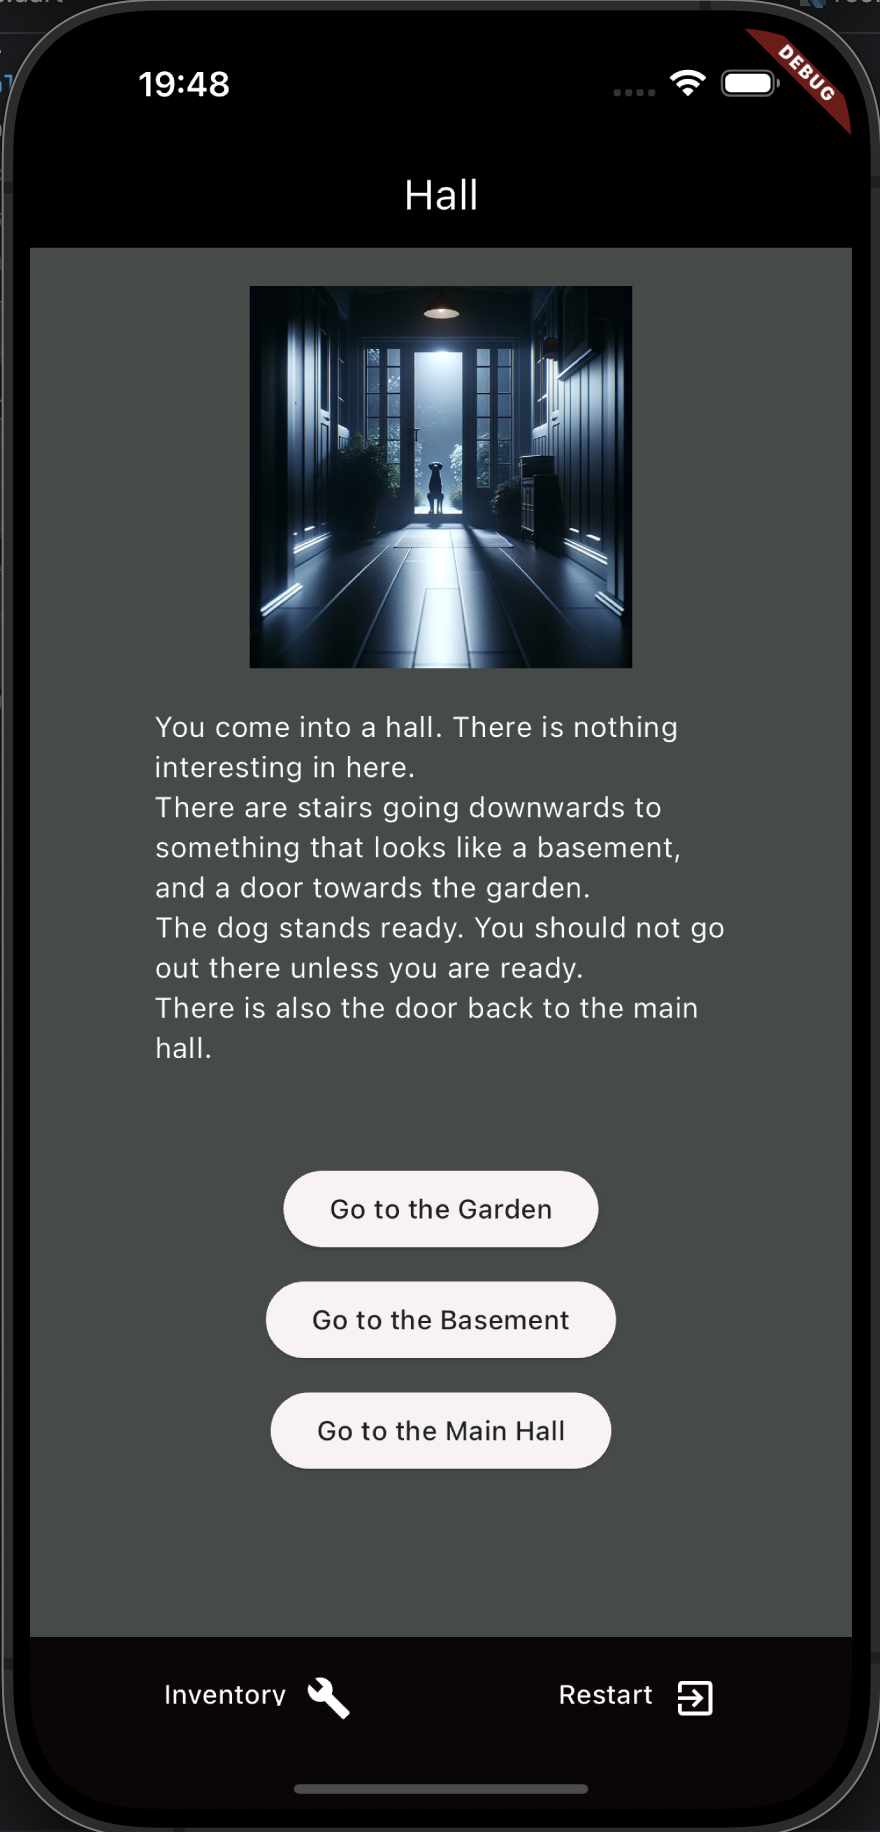 19:48
DEBUG
Hall
You come into a hall. There is nothing
interesting in here.
There are stairs going downwards to
something that looks like a basement,
and a door towards the garden.
The dog stands ready. You should not go
out there unless you are ready.
There is also the door back to the main
hall.
Go to the Garden
Go to the Basement
Go to the Main Hall
Inventory
Restart